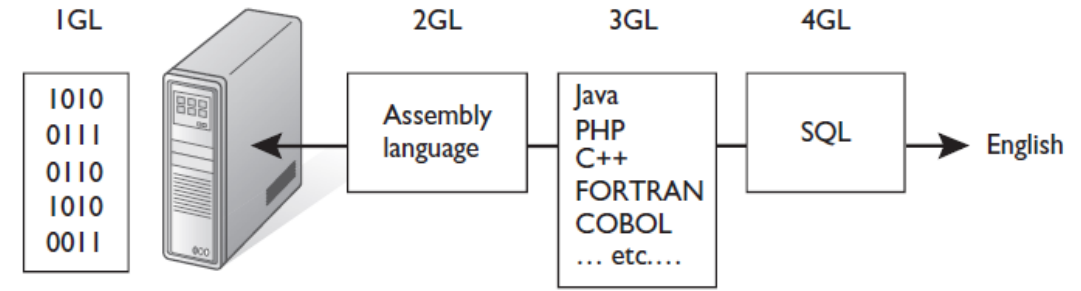 1GL
2GL
3GL
4GL
1010
0111
0110
1010
0011
Assembly
language
Java
PHP
C++
FORTRAN
COBOL
... etc....
SQL
English